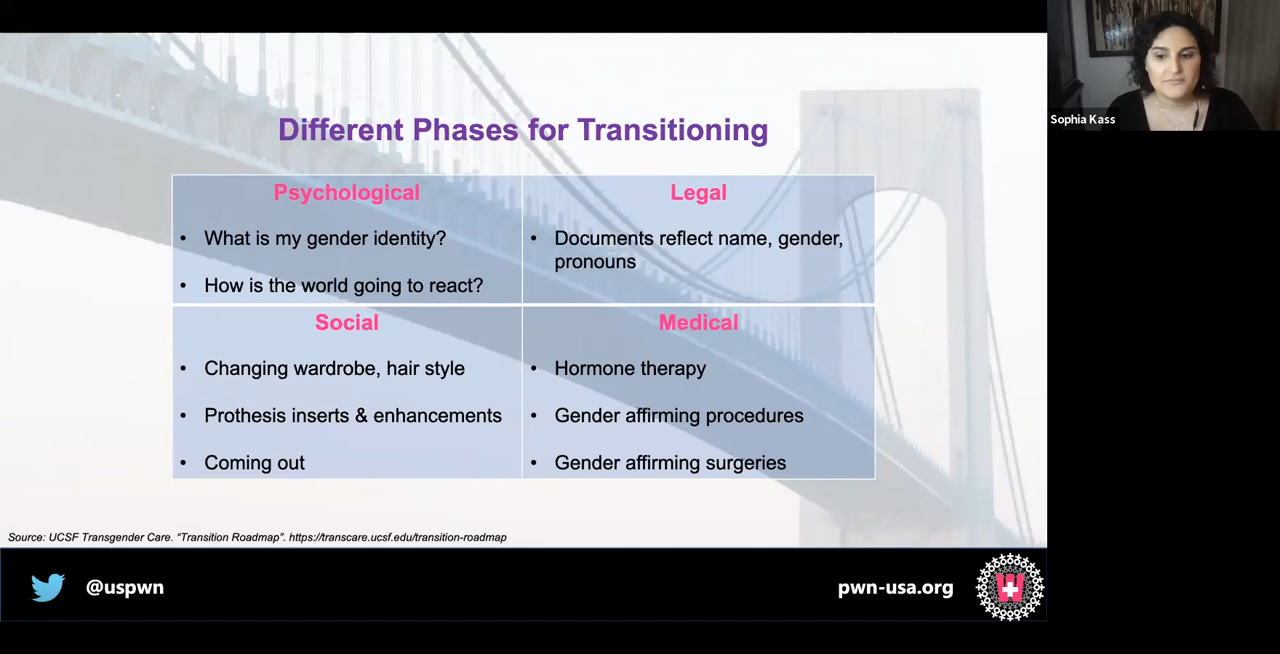 Different Phases for Transitioning
Psychological
• What is my gender identity?
• How is the world going to react?
Legal
• Documents reflect name, gender,
pronouns
Social
• Changing wardrobe, hair style
• Prothesis inserts & enhancements
• Coming out
Medical
• Hormone therapy
• Gender affirming procedures
• Gender affirming surgeries
Source: UCSF Transgender Care. “Transition Roadmap”. https://transcare.ucsf.edu/transition-roadmap
@uspwn
pwn-usa.org
W
Sophia Kass